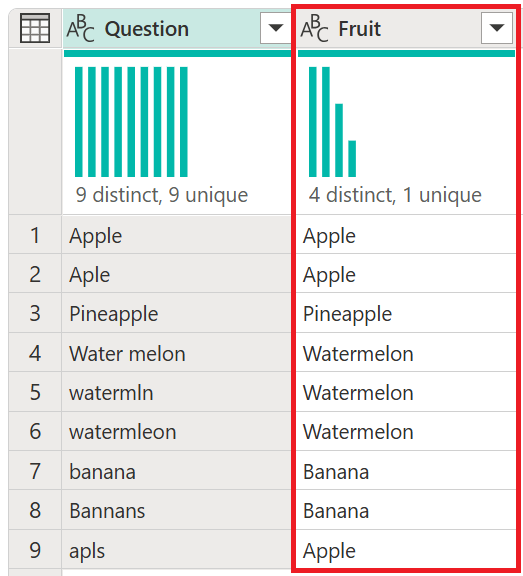 ABC Question ABC Fruit
9 distinct, 9 unique 4 distinct, 1 unique
1 Apple Apple
2 Aple Apple
3 Pineapple Pineapple
4 Water melon Watermelon
5 watermln Watermelon
6 watermleon Watermelon
7 banana Banana
8 Bannans Banana
9 apls Apple